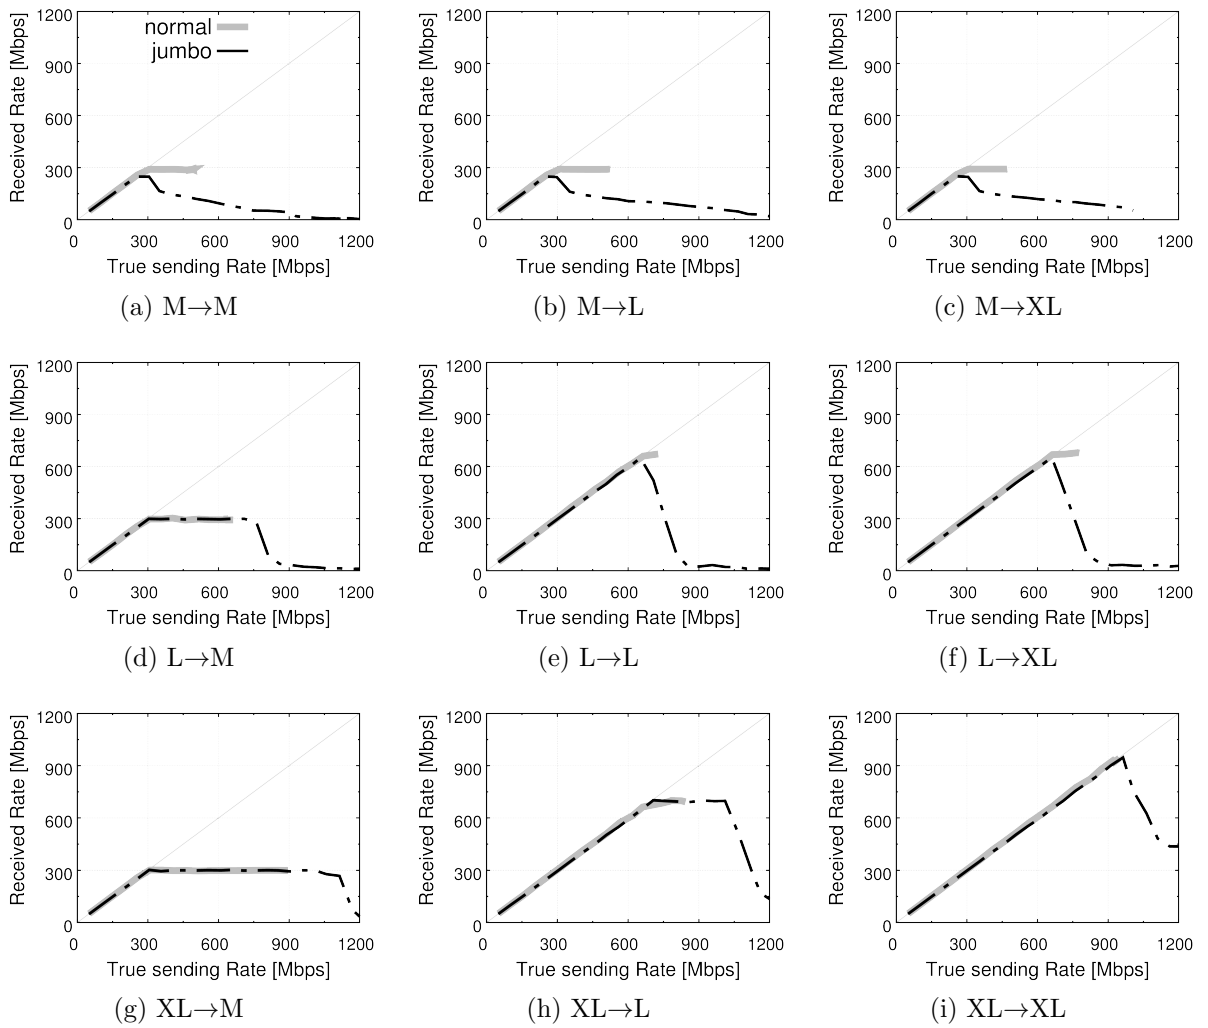 normal
jumbo
Received Rate [Mbps]
1200
900
600
300
0
0 300 600 900 1200
True sending Rate [Mbps]
(a) M→M
Received Rate [Mbps]
1200
900
600
300
0
0 300 600 900 1200
True sending Rate [Mbps]
(b) M→L
Received Rate [Mbps]
1200
900
600
300
0
0 300 600 900 1200
True sending Rate [Mbps]
(c) M→XL
Received Rate [Mbps]
1200
900
600
300
0
0 300 600 900 1200
True sending Rate [Mbps]
(d) L→M
Received Rate [Mbps]
1200
900
600
300
0
0 300 600 900 1200
True sending Rate [Mbps]
(e) L→L
Received Rate [Mbps]
1200
900
600
300
0
0 300 600 900 1200
True sending Rate [Mbps]
(f) L→XL
Received Rate [Mbps]
1200
900
600
300
0
0 300 600 900 1200
True sending Rate [Mbps]
(g) XL→M
Received Rate [Mbps]
1200
900
600
300
0
0 300 600 900 1200
True sending Rate [Mbps]
(h) XL→L
Received Rate [Mbps]
1200
900
600
300
0
0 300 600 900 1200
True sending Rate [Mbps]
(i) XL→XL